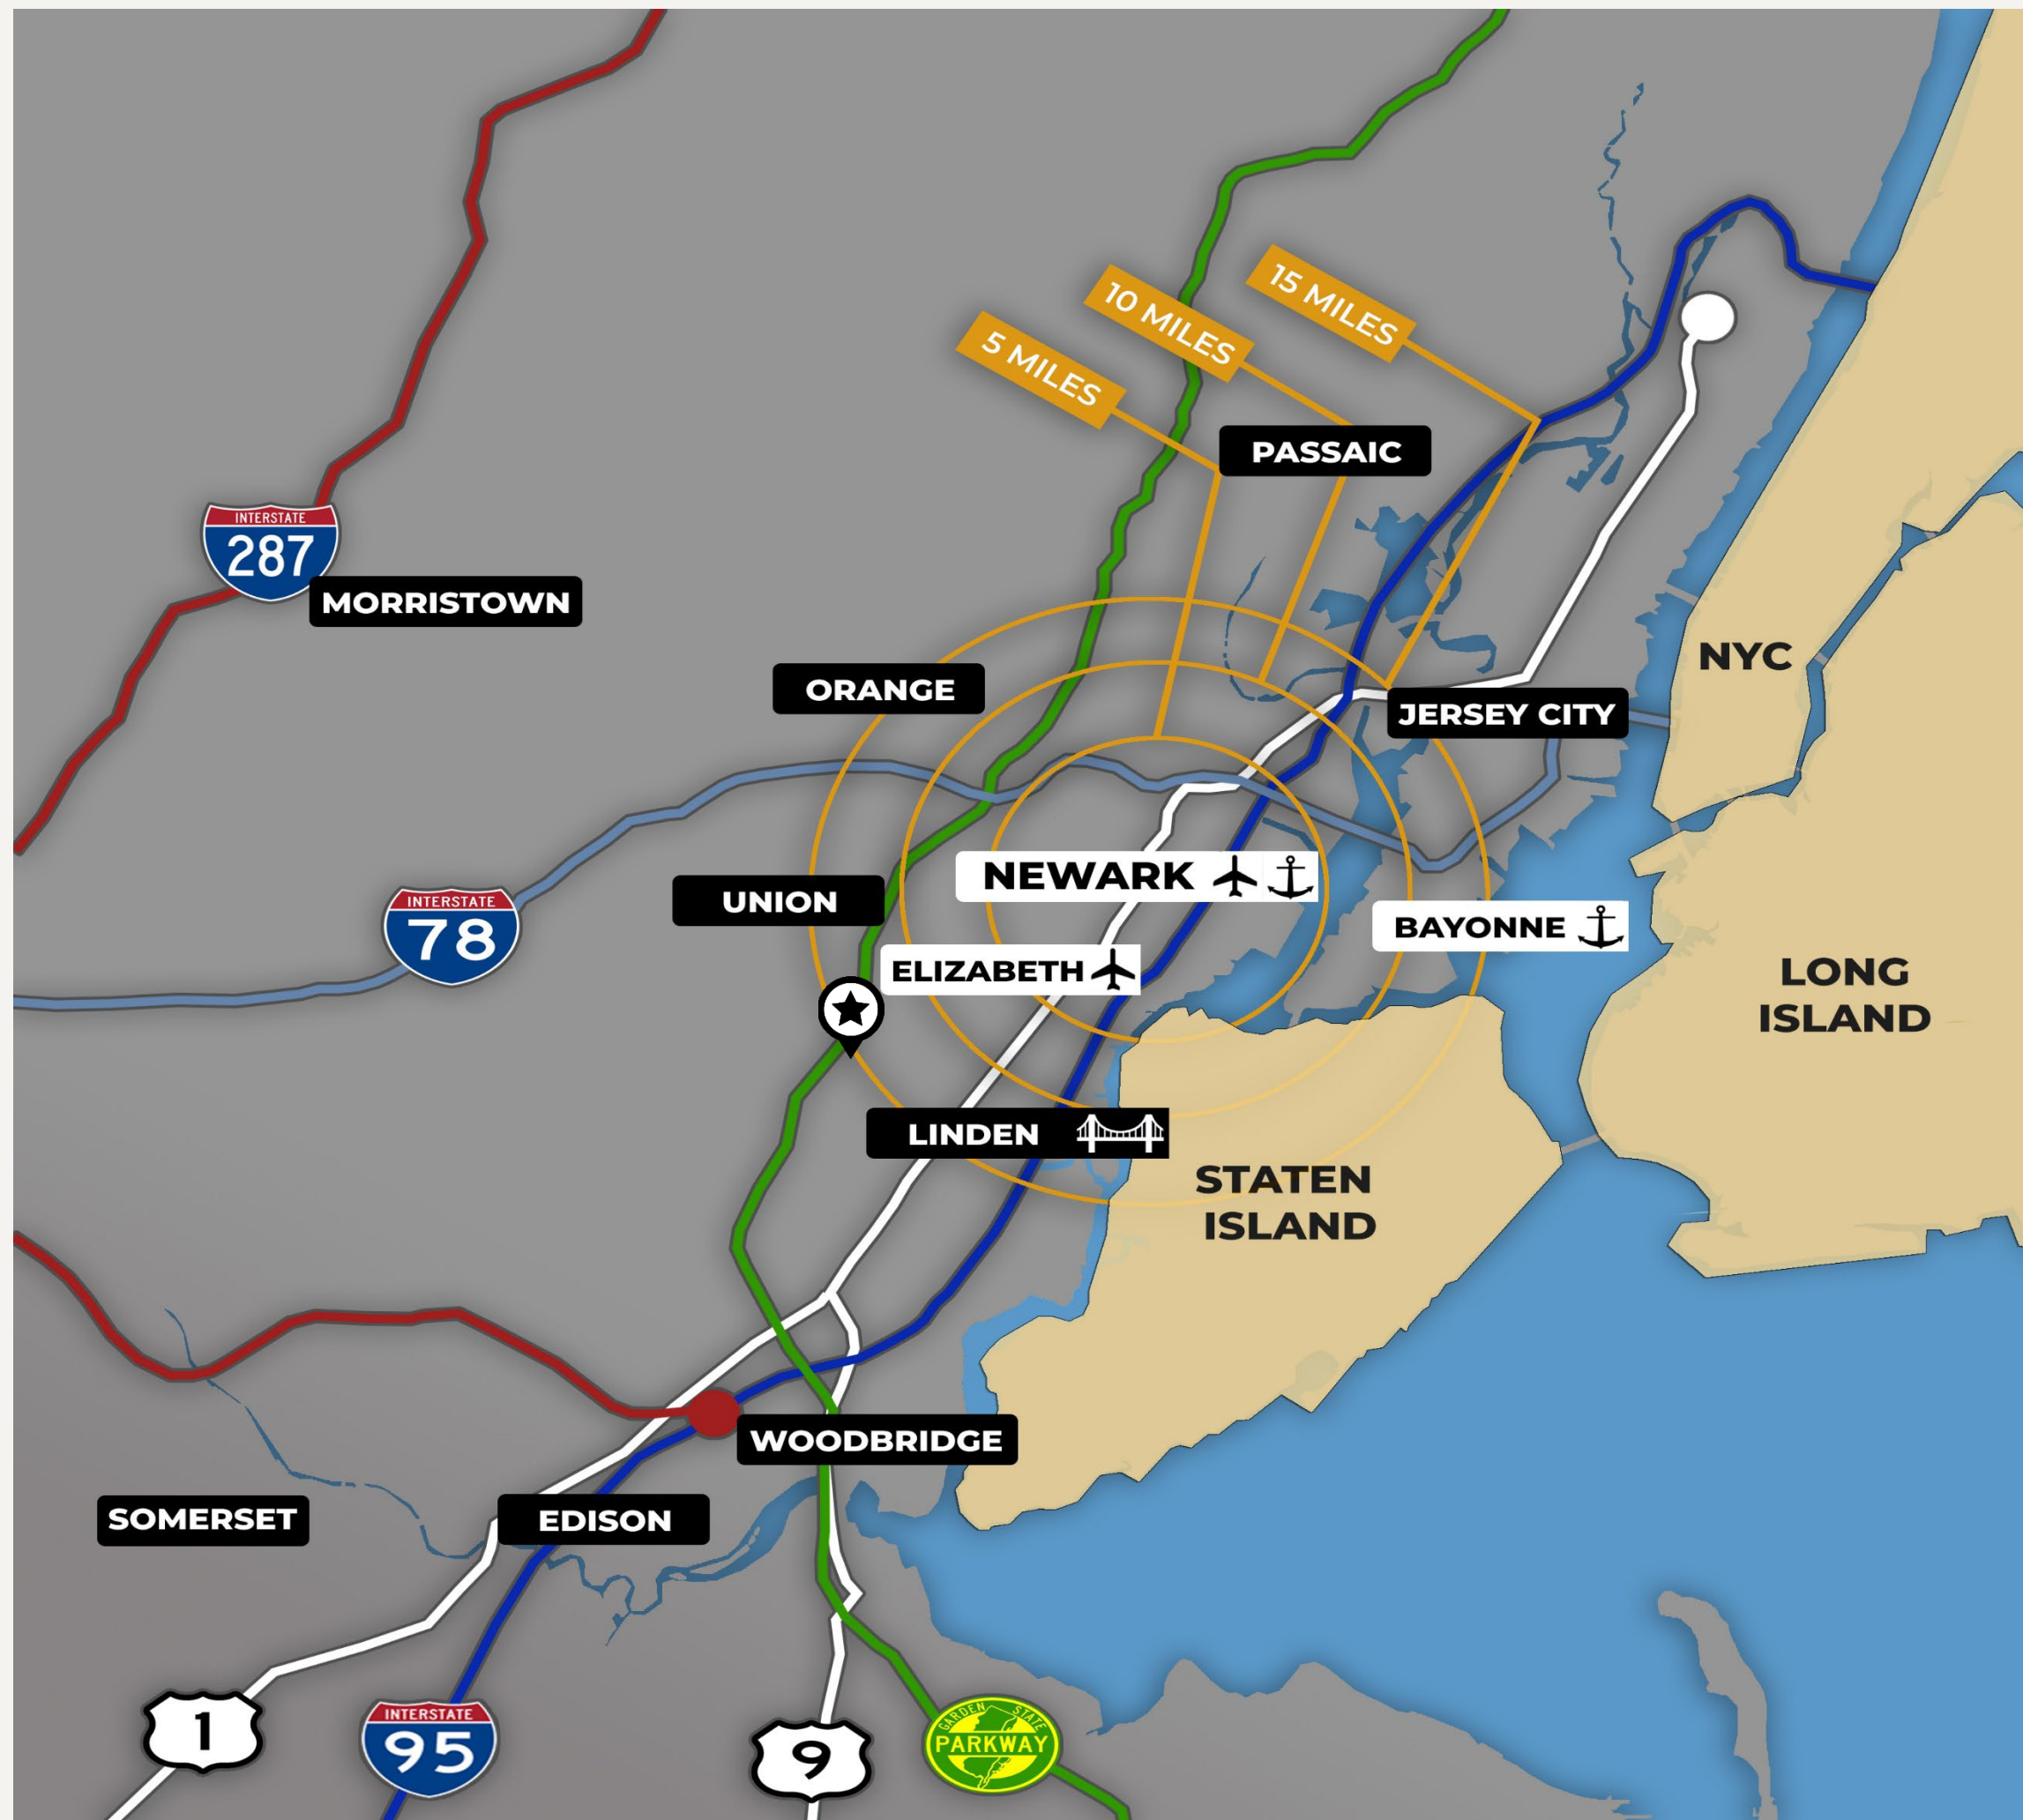 15 MILES
10 MILES
5 MILES
PASSAIC
INTERSTATE
287
MORRISTOWN
NYC
ORANGE
JERSEY CITY
NEWARK
UNION
INTERSTATE
78
BAYONNE
ELIZABETH
LONG
ISLAND
LINDEN
STATEN
ISLAND
WOODBRIDGE
SOMERSET
EDISON
1
INTERSTATE
95
9
GARDEN STATE
PARKWAY